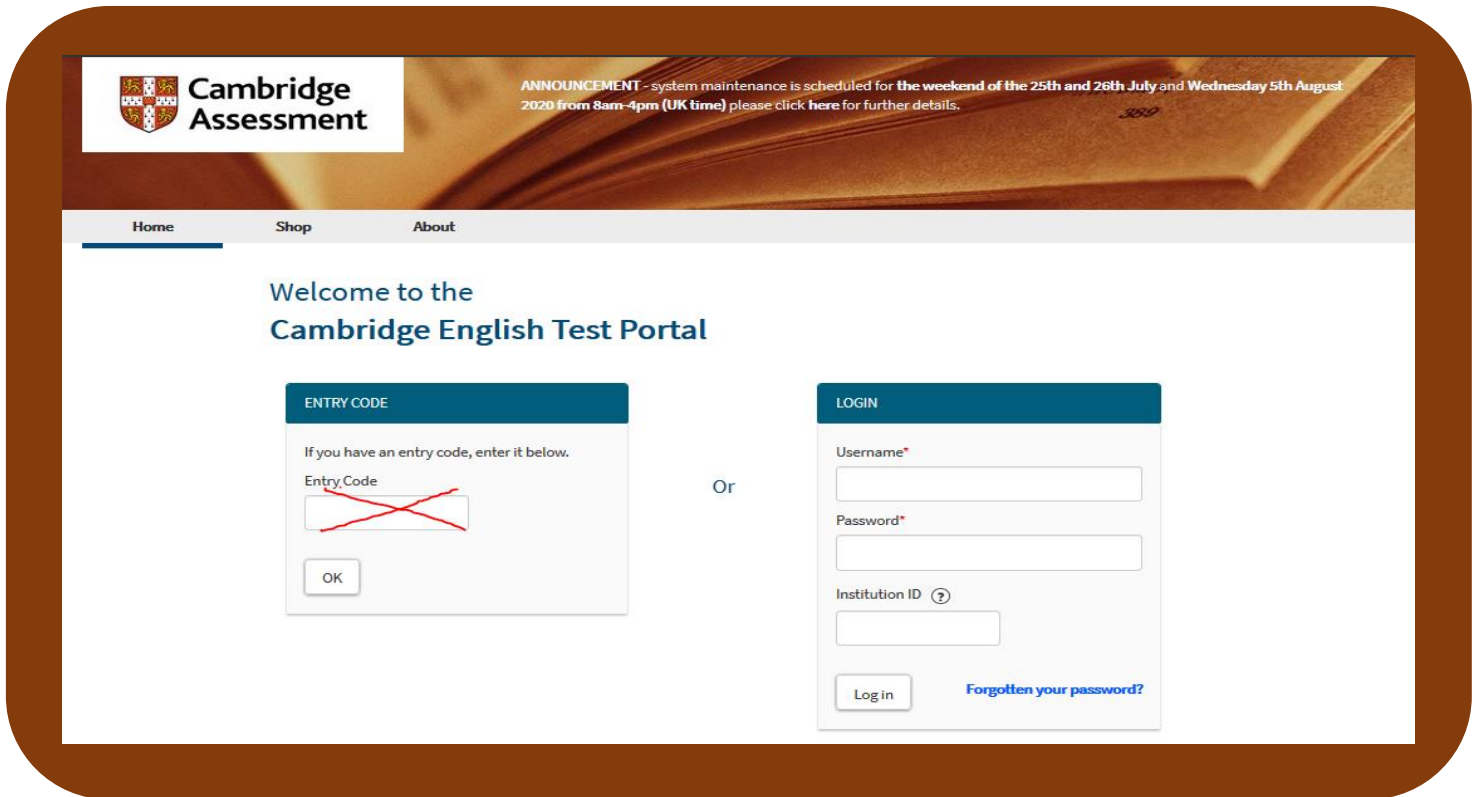 Cambridge
Assessment
ANNOUNCEMENT - system maintenance is scheduled for the weekend of the 25th and 26th July and Wednesday 5th August
2020 from 8am-4pm (UK time) please click here for further details.
389
Home Shop About
Welcome to the
Cambridge English Test Portal
ENTRY CODE
If you have an entry code, enter it below.
Entry Code
OK
Or
LOGIN
Username*
Password*
Institution ID ?
Log in Forgotten your password?